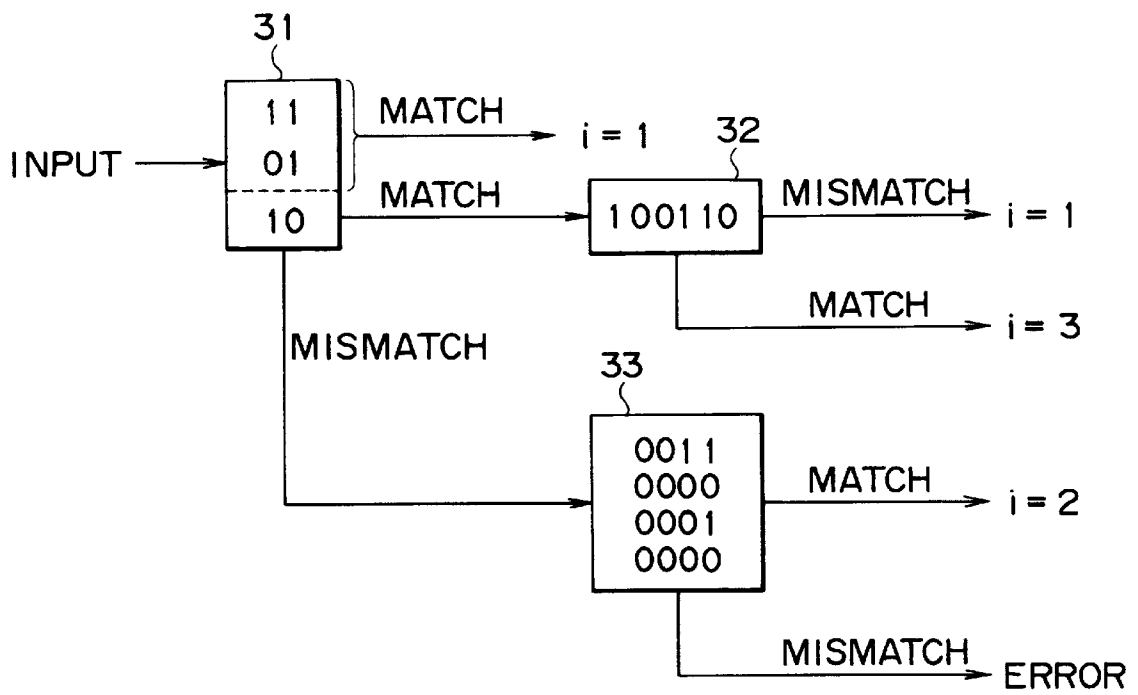 31
11
01
10
INPUT
MATCH
i = 1
MATCH
32
100110
MISMATCH
i = 1
MATCH
i = 3
MISMATCH
33
0011
0000
0001
0000
MATCH
i = 2
MISMATCH
ERROR